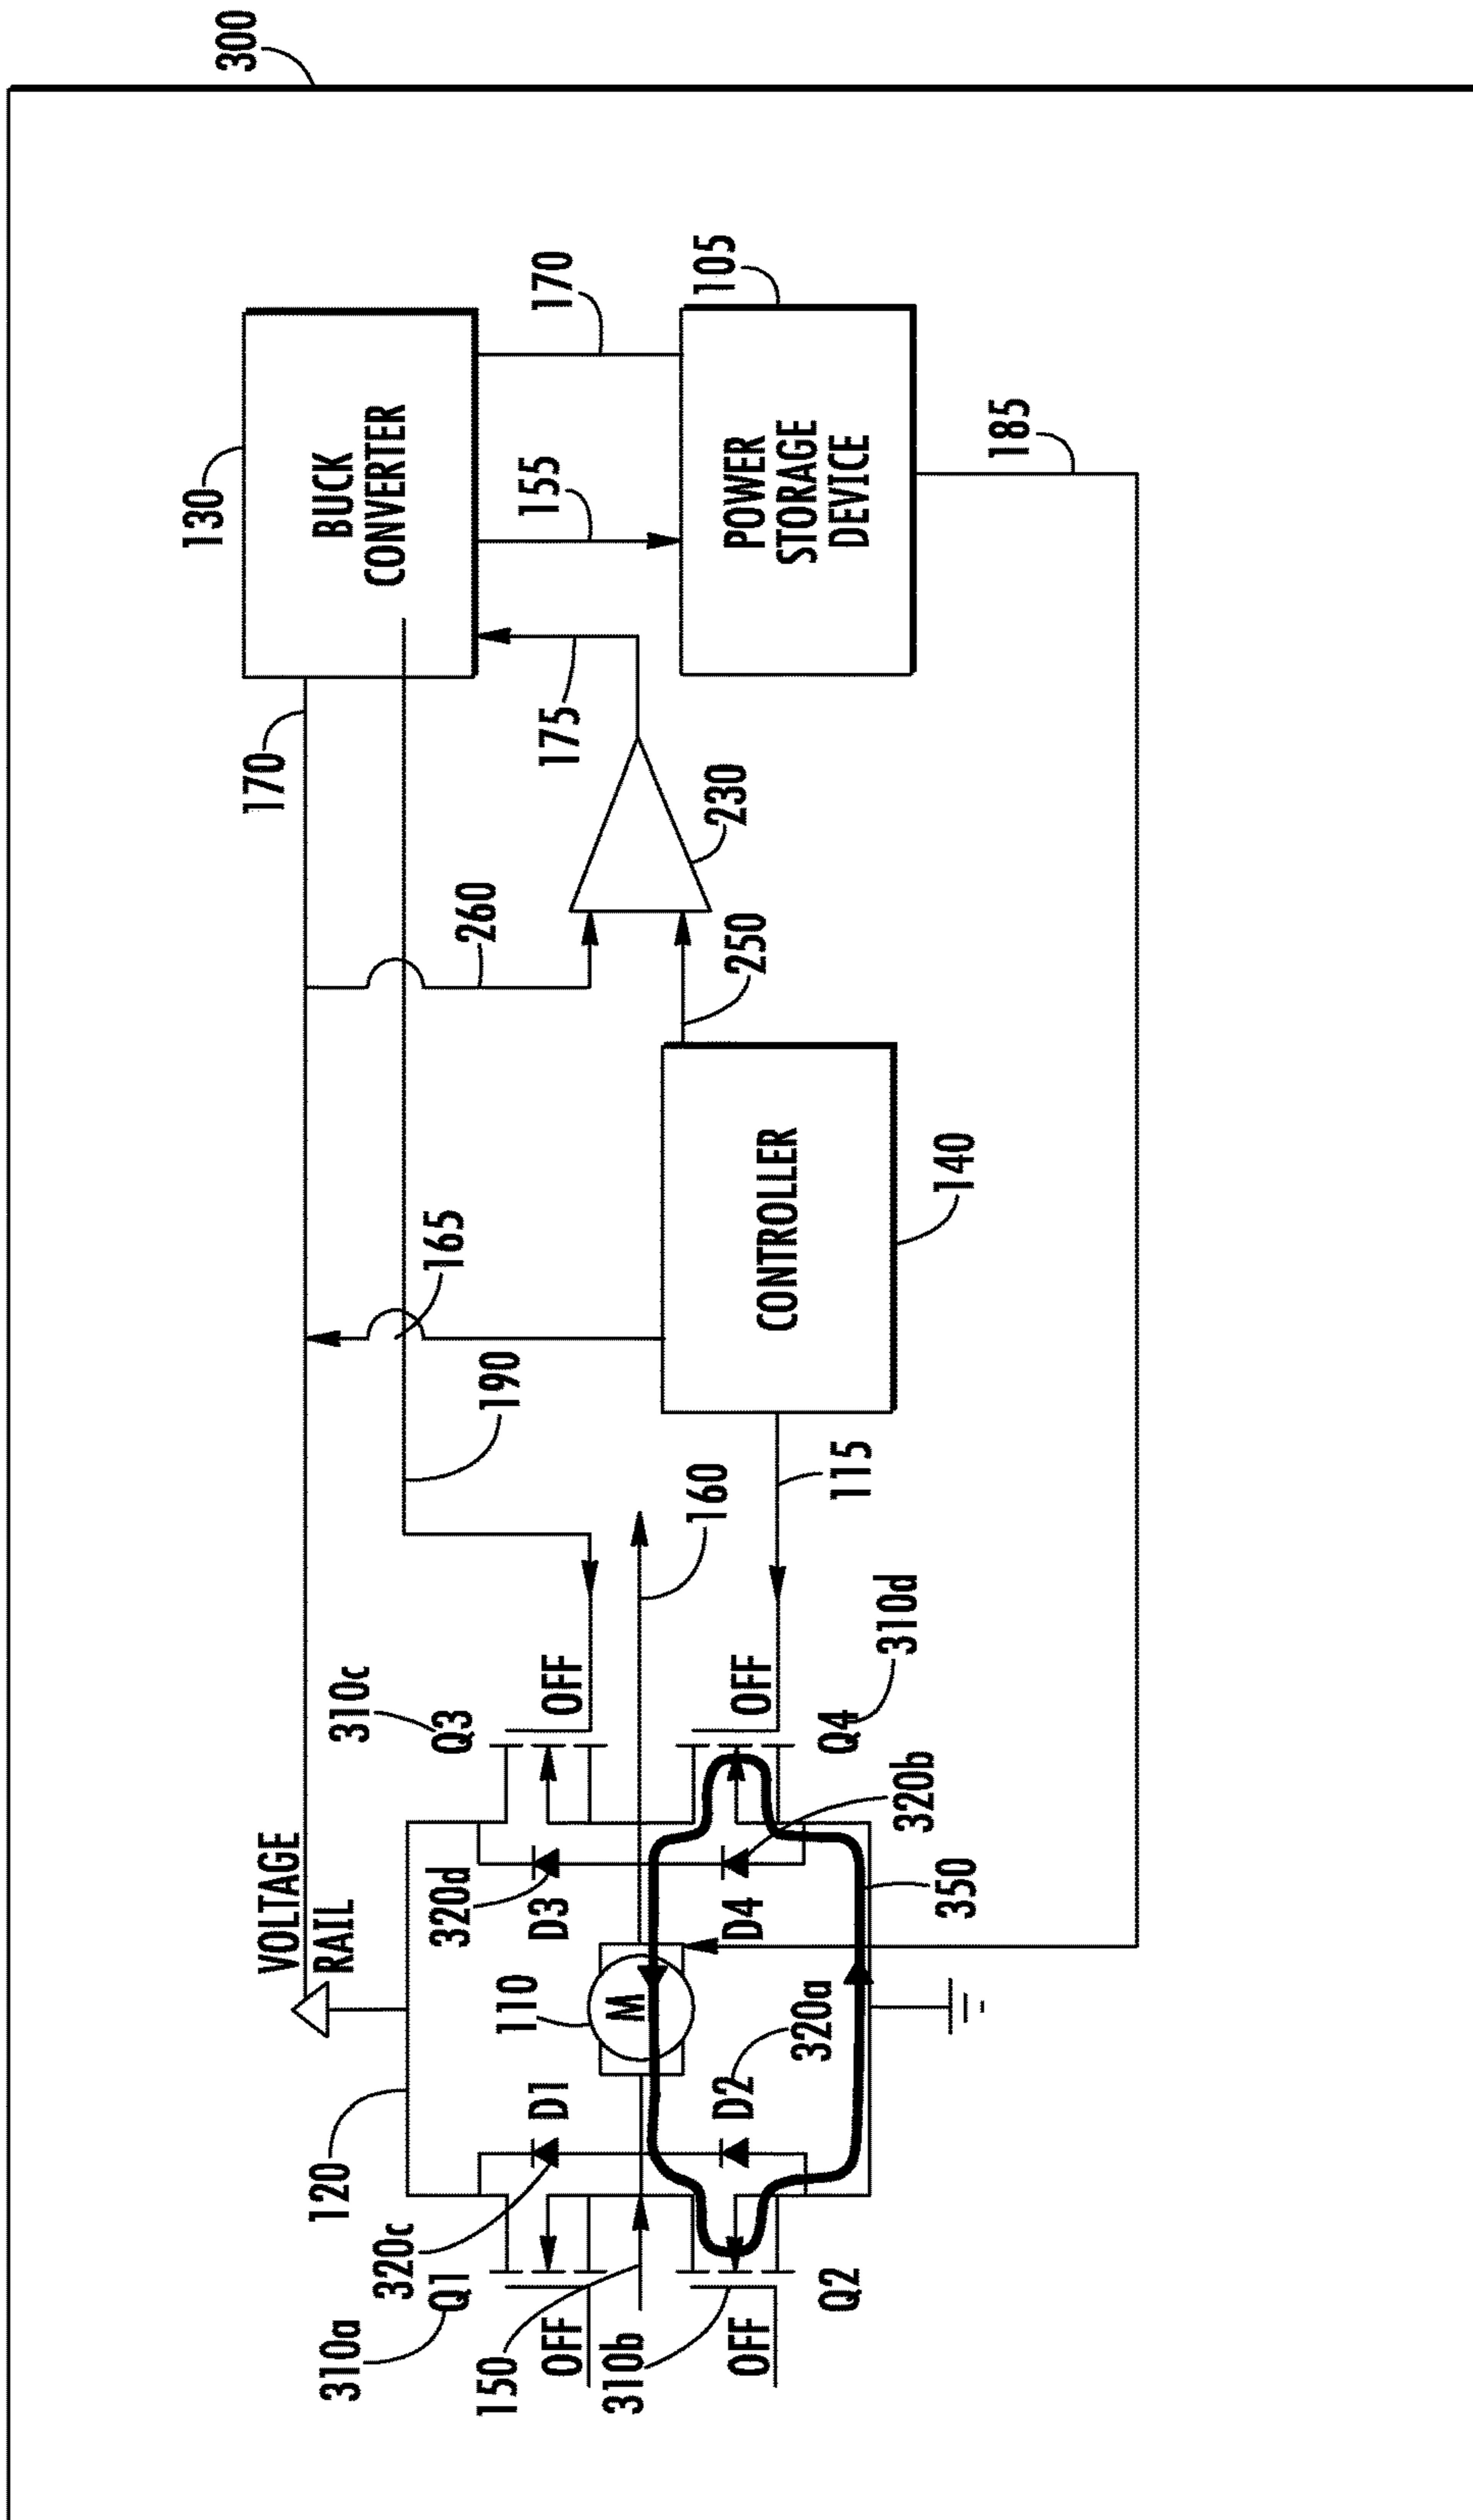 300
130
BUCK
CONVERTER
170
155
170
105
POWER
STORAGE
DEVICE
175
185
260
230
250
165
190
CONTROLLER
140
160
115
VOLTAGE
RAIL
310c
Q3
OFF
320d
D3
OFF
310d
Q4
320b
D4
350
110
M
120
D1
D2
320a
320c
310a
Q1
150
OFF
310b
OFF
Q2